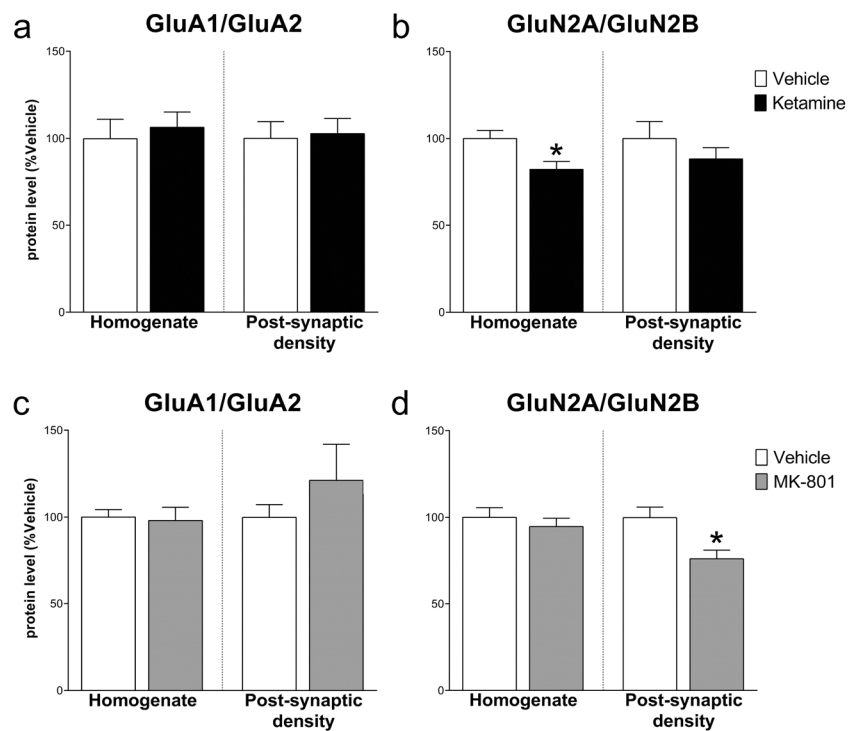 a
GluA1/GluA2
150
100
50
0
protein level (%Vehicle)
Homogenate
Post-synaptic
density
b
GluN2A/GluN2B
150
100
50
0
*
Homogenate
Post-synaptic
density
Vehicle
Ketamine
c
GluA1/GluA2
150
100
50
0
protein level (%Vehicle)
Homogenate
Post-synaptic
density
d
GluN2A/GluN2B
150
100
50
0
*
Homogenate
Post-synaptic
density
Vehicle
MK-801